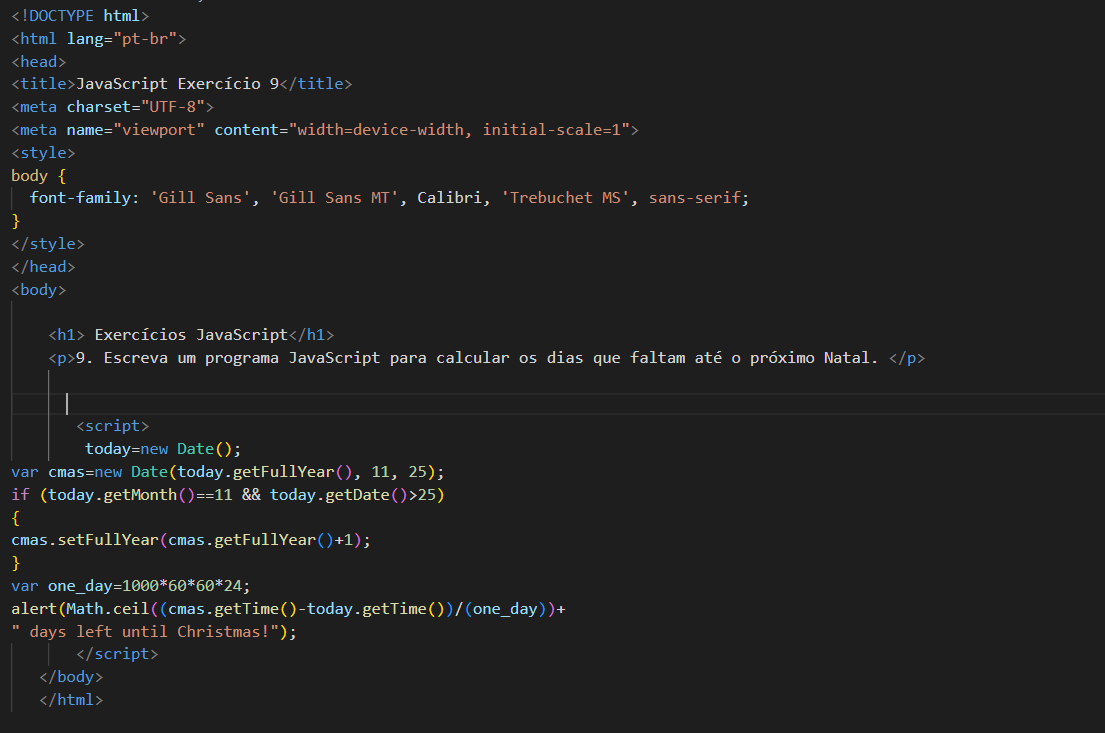 <!DOCTYPE html>
<html lang="pt-br">
<head>
<title>JavaScript Exercício 9</title>
<meta charset="UTF-8">
<meta name="viewport" content="width=device-width, initial-scale=1">
<style>
body {
  font-family: 'Gill Sans', 'Gill Sans MT', Calibri, 'Trebuchet MS', sans-serif;
}
</style>
</head>
<body>
    <h1> Exercícios JavaScript</h1>
    <p>9. Escreva um programa JavaScript para calcular os dias que faltam até o próximo Natal. </p>
       <script>
        today=new Date();
var cmas=new Date(today.getFullYear(), 11, 25);
if (today.getMonth()==11 && today.getDate()>25)
{
cmas.setFullYear(cmas.getFullYear()+1);
}
var one_day=1000*60*60*24;
alert(Math.ceil((cmas.getTime()-today.getTime())/(one_day))+
" days left until Christmas!");
       </script>
   </body>
   </html>